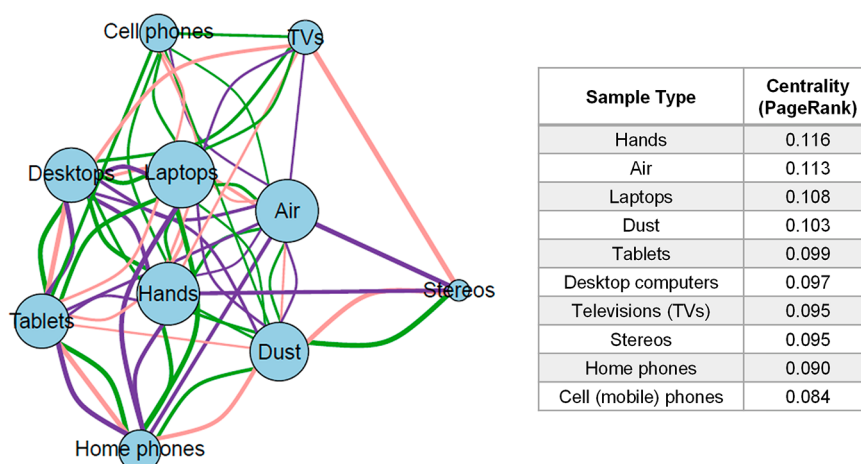 Cell phones
TVs
Desktops
Laptops
Air
Hands
Stereos
Tablets
Dust
Home phones
Sample Type
Centrality
(PageRank)
Hands 0.116
Air 0.113
Laptops 0.108
Dust 0.103
Tablets 0.099
Desktop computers 0.097
Televisions (TVs) 0.095
Stereos 0.095
Home phones 0.090
Cell (mobile) phones 0.084